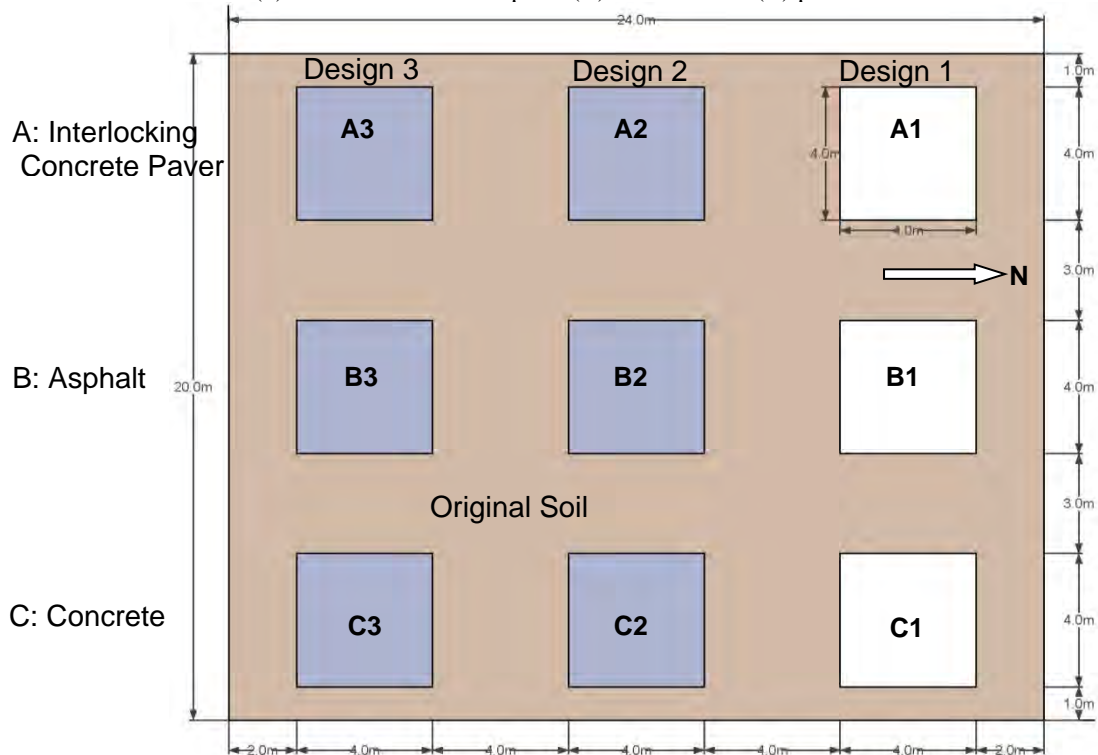 24.0m
Design 3 Design 2 Design 1
1.0m
A: Interlocking
Concrete Paver
A3 A2 A1
4.0m
4.0m
4.0m
3.0m
N
B: Asphalt
20.0m
B3 B2 B1
4.0m
Original Soil
3.0m
C: Concrete
C3 C2 C1
4.0m
1.0m
2.0m 4.0m 4.0m 4.0m 4.0m 4.0m 2.0m